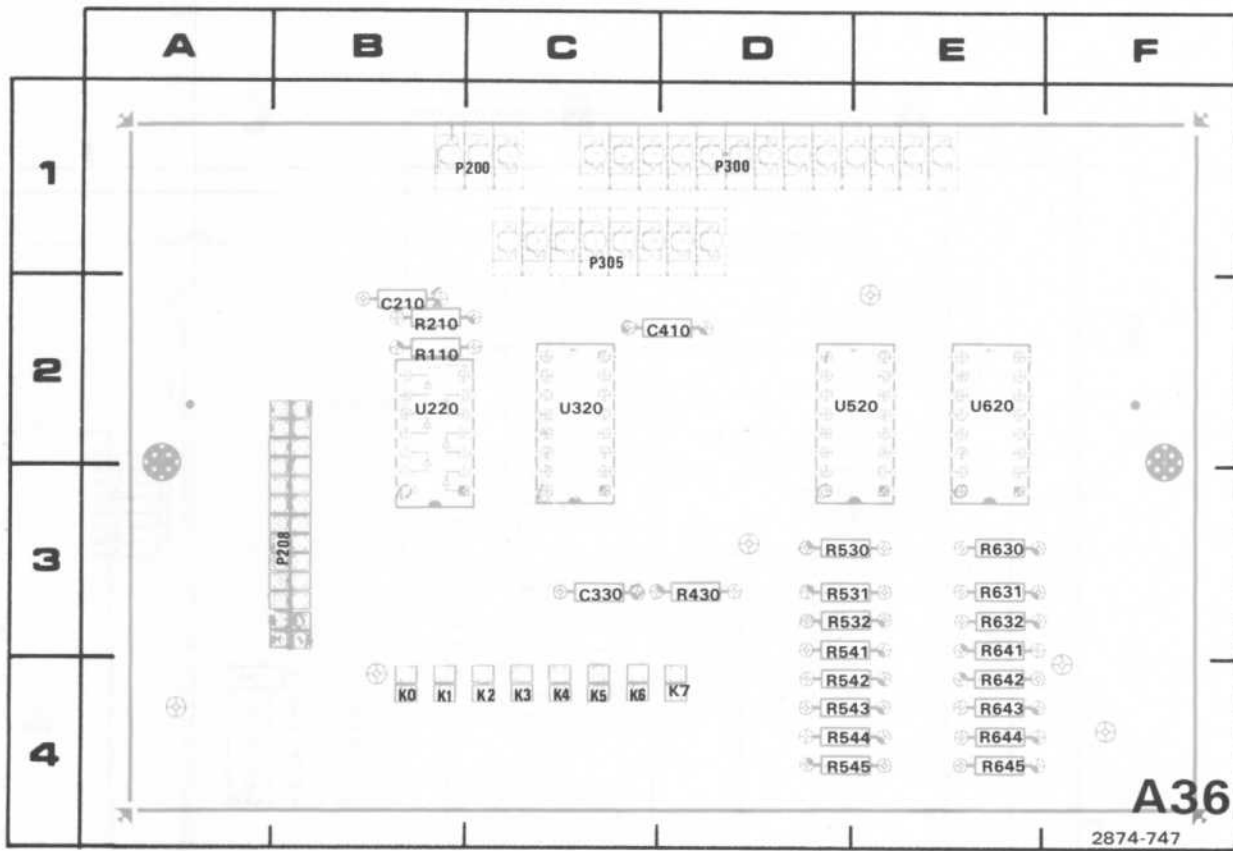 A B C D E F
1
P200 P300
P305
C210
R210 C410
R110
2
U220 U320 U520 U620
3
P208
R530 R630
C330 R430 R531 R631
R532 R632
R541 R641
K0 K1 K2 K3 K4 K5 K6 K7 R542 R642
R543 R643
R544 R644
4
R545 R645
A36
2874-747